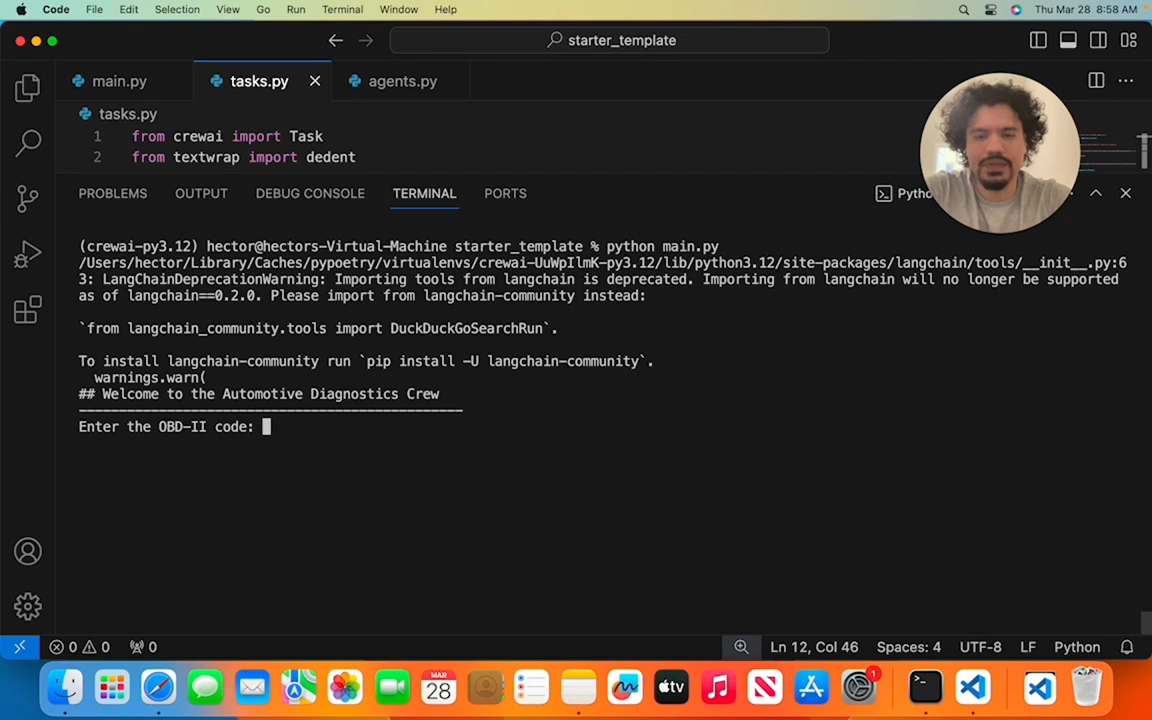 Code File Edit Selection View Go Run Terminal Window Help Thu Mar 28 8:58 AM
starter_template
main.py tasks.py agents.py
tasks.py
1 from crewai import Task
2 from textwrap import dedent
PROBLEMS OUTPUT DEBUG CONSOLE TERMINAL PORTS
(crewai-py3.12) hector@hectors-Virtual-Machine starter_template % python main.py
/Users/hector/Library/Caches/pypoetry/virtualenvs/crewai-UuWpIlmK-py3.12/lib/python3.12/site-packages/langchain/tools/__init__.py:6
3: LangChainDeprecationWarning: Importing tools from langchain is deprecated. Importing from langchain will no longer be supported
as of langchain==0.2.0. Please import from langchain-community instead:
`from langchain_community.tools import DuckDuckGoSearchRun`.
To install langchain-community run `pip install -U langchain-community`.
warnings.warn(
## Welcome to the Automotive Diagnostics Crew
-----------------------------------------------
Enter the OBD-II code:
0 0 0 Ln 12, Col 46 Spaces: 4 UTF-8 LF Python
MAR
28
tv
1